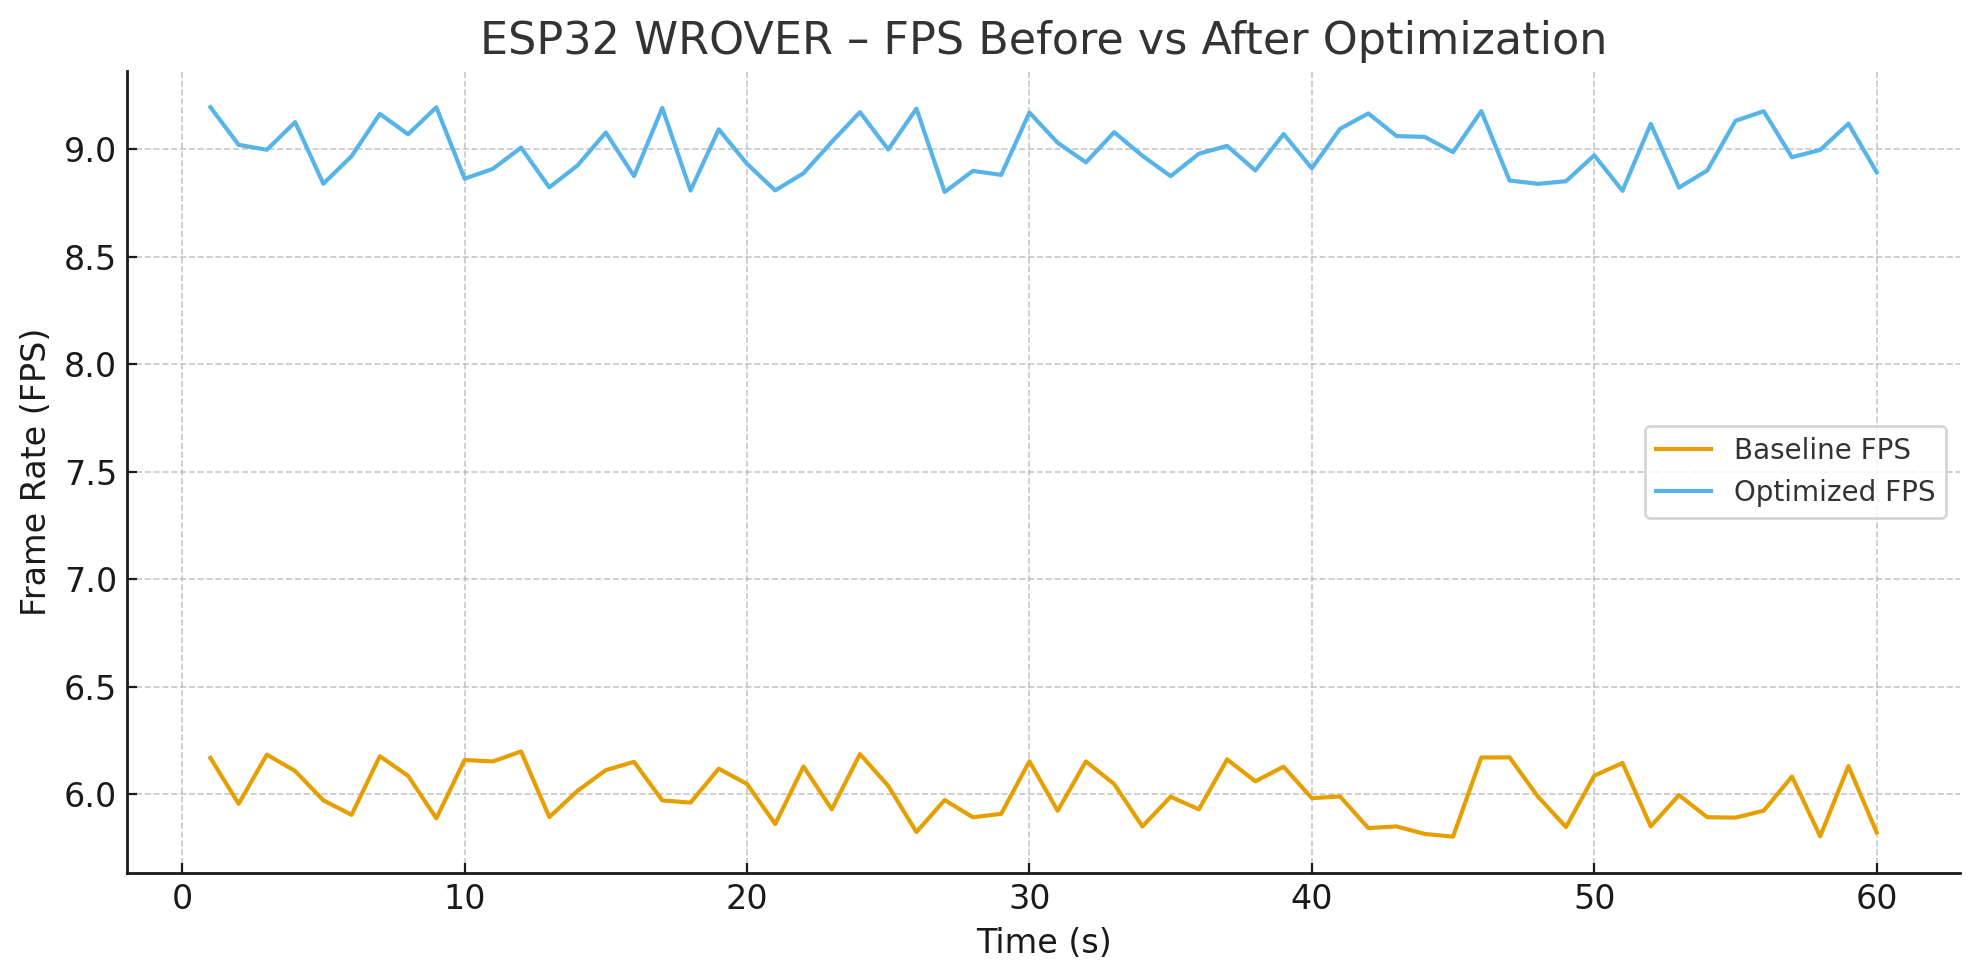 ESP32 WROVER – FPS Before vs After Optimization
Frame Rate (FPS)
9.0
8.5
8.0
7.5
7.0
6.5
6.0
Baseline FPS
Optimized FPS
0 10 20 30 40 50 60
Time (s)